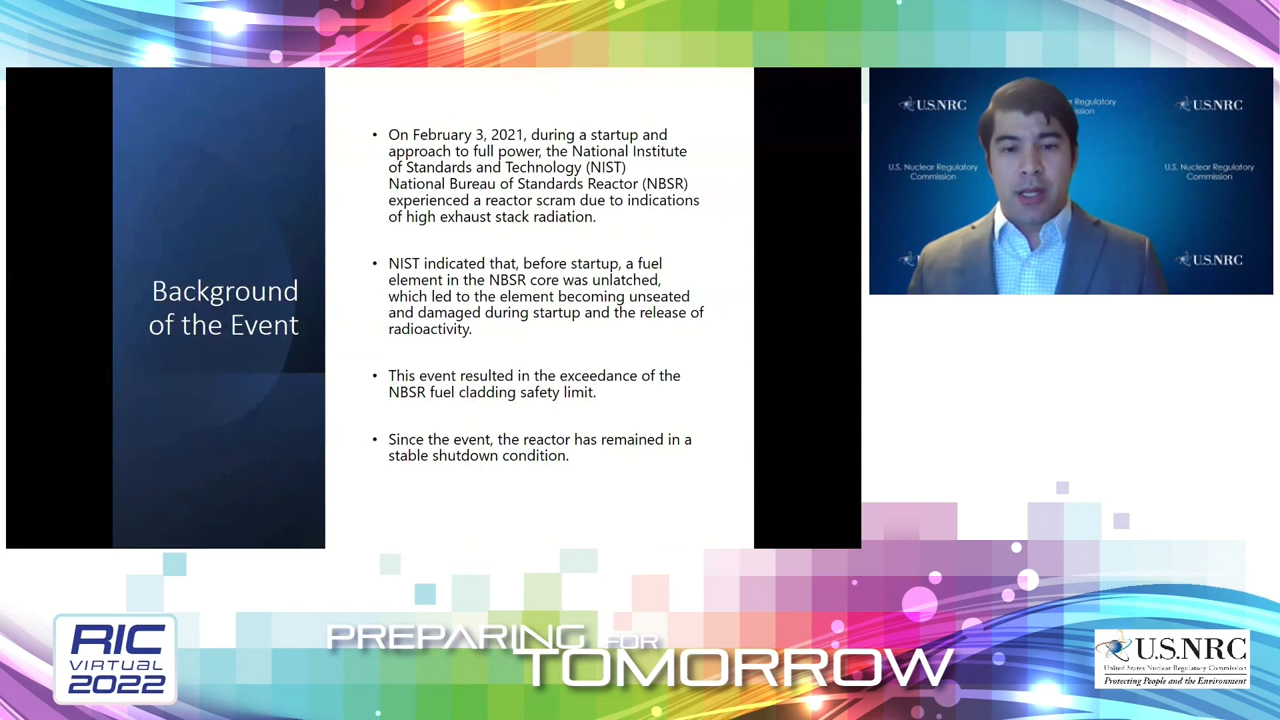 Background
of the Event
• On February 3, 2021, during a startup and
approach to full power, the National Institute
of Standards and Technology (NIST)
National Bureau of Standards Reactor (NBSR)
experienced a reactor scram due to indications
of high exhaust stack radiation.
• NIST indicated that, before startup, a fuel
element in the NBSR core was unlatched,
which led to the element becoming unseated
and damaged during startup and the release of
radioactivity.
• This event resulted in the exceedance of the
NBSR fuel cladding safety limit.
• Since the event, the reactor has remained in a
stable shutdown condition.
U.S.NRC
Regulatory
U.S.NRC
U.S. Nuclear Regulatory
Commission
U.S. Nuclear Regulatory
Commission
U.S.NRC
RIC
VIRTUAL
2022
PREPARING FOR
TOMORROW
U.S.NRC
United States Nuclear Regulatory Commission
Protecting People and the Environment